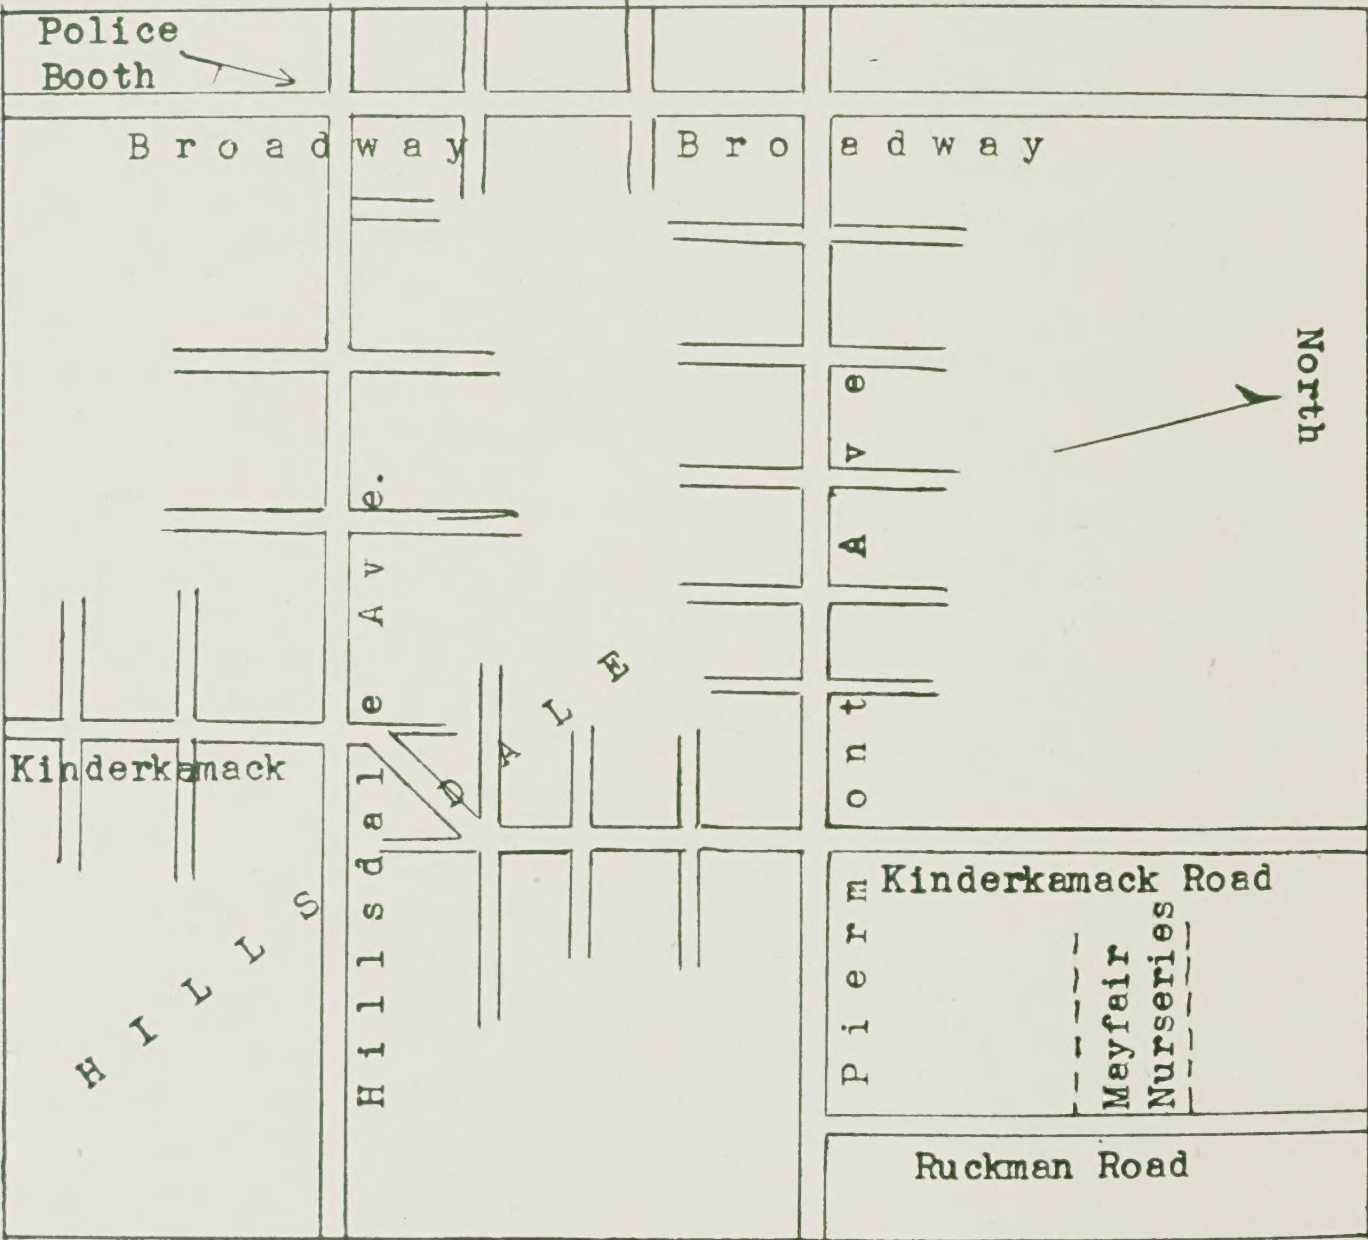 Police
Booth
Broadway
Broadway
North
Hillsdale Ave.
Piermont Ave
HILLSDALE
Kinderkamack
Kinderkamack Road
Mayfair
Nurseries
Ruckman Road